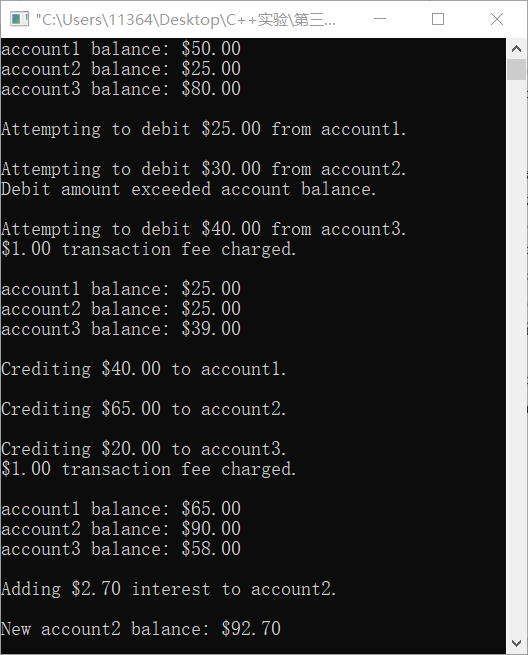 "C:\Users\11364\Desktop\C++实验\第三...
account1 balance: $50.00
account2 balance: $25.00
account3 balance: $80.00
Attempting to debit $25.00 from account1.
Attempting to debit $30.00 from account2.
Debit amount exceeded account balance.
Attempting to debit $40.00 from account3.
$1.00 transaction fee charged.
account1 balance: $25.00
account2 balance: $25.00
account3 balance: $39.00
Crediting $40.00 to account1.
Crediting $65.00 to account2.
Crediting $20.00 to account3.
$1.00 transaction fee charged.
account1 balance: $65.00
account2 balance: $90.00
account3 balance: $58.00
Adding $2.70 interest to account2.
New account2 balance: $92.70